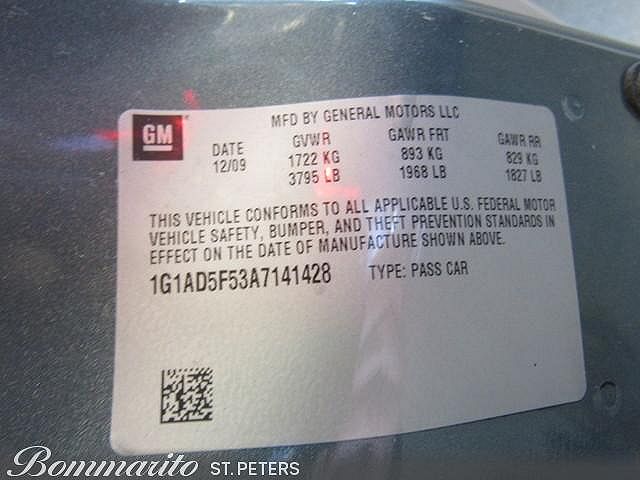 MFD BY GENERAL MOTORS LLC
GM
DATE GVWR GAWR FRT GAWR RR
12/09 1722 KG 893 KG 829 KG
3795 LB 1968 LB 1827 LB
THIS VEHICLE CONFORMS TO ALL APPLICABLE U.S. FEDERAL MOTOR
VEHICLE SAFETY, BUMPER, AND THEFT PREVENTION STANDARDS IN
EFFECT ON THE DATE OF MANUFACTURE SHOWN ABOVE.
1G1AD5F53A7141428 TYPE: PASS CAR
Bommarito ST. PETERS